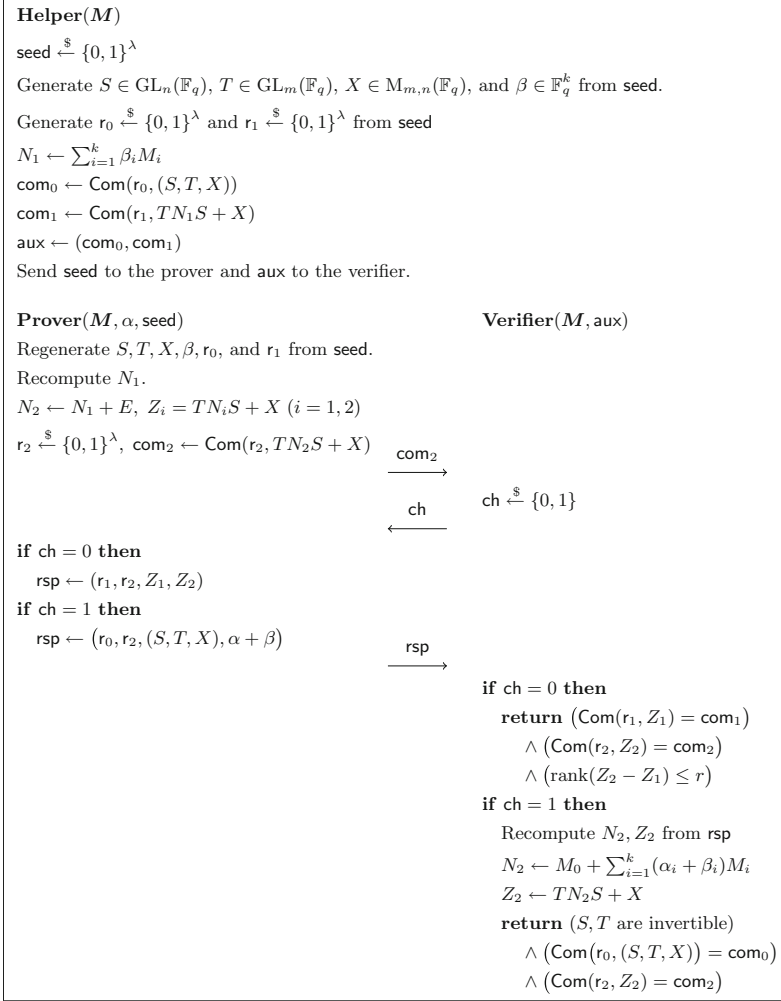 Helper(M)
seed ←$ {0, 1}^λ
Generate S ∈ GL_n(𝔽_q), T ∈ GL_m(𝔽_q), X ∈ M_{m,n}(𝔽_q), and β ∈ 𝔽_q^k from seed.
Generate r_0 ←$ {0, 1}^λ and r_1 ←$ {0, 1}^λ from seed
N_1 ← ∑_{i=1}^k β_i M_i
com_0 ← Com(r_0, (S, T, X))
com_1 ← Com(r_1, TN_1S + X)
aux ← (com_0, com_1)
Send seed to the prover and aux to the verifier.
Prover(M, α, seed) Verifier(M, aux)
Regenerate S, T, X, β, r_0, and r_1 from seed.
Recompute N_1.
N_2 ← N_1 + E, Z_i = TN_iS + X (i = 1, 2)
r_2 ←$ {0, 1}^λ, com_2 ← Com(r_2, TN_2S + X) com_2 ⟶
ch ⟵ ch ←$ {0, 1}
if ch = 0 then
rsp ← (r_1, r_2, Z_1, Z_2)
if ch = 1 then
rsp ← (r_0, r_2, (S, T, X), α + β) rsp ⟶
if ch = 0 then
return (Com(r_1, Z_1) = com_1)
∧ (Com(r_2, Z_2) = com_2)
∧ (rank(Z_2 − Z_1) ≤ r)
if ch = 1 then
Recompute N_2, Z_2 from rsp
N_2 ← M_0 + ∑_{i=1}^k (α_i + β_i)M_i
Z_2 ← TN_2S + X
return (S, T are invertible)
∧ (Com(r_0, (S, T, X)) = com_0)
∧ (Com(r_2, Z_2) = com_2)